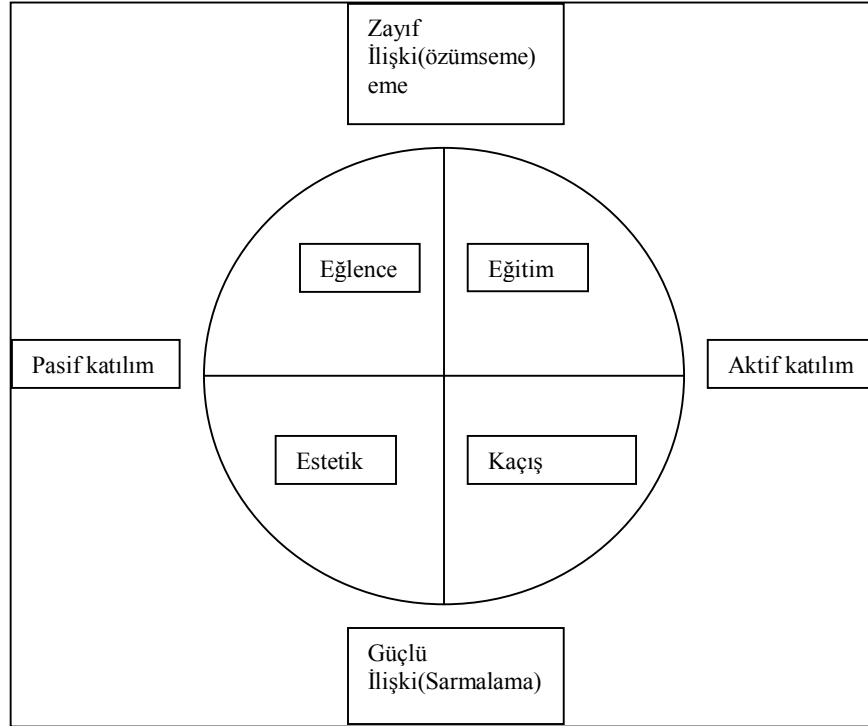 Zayıf
İlişki(özümseme)
eme
Eğlence
Eğitim
Pasif katılım
Aktif katılım
Estetik
Kaçış
Güçlü
İlişki(Sarmalama)